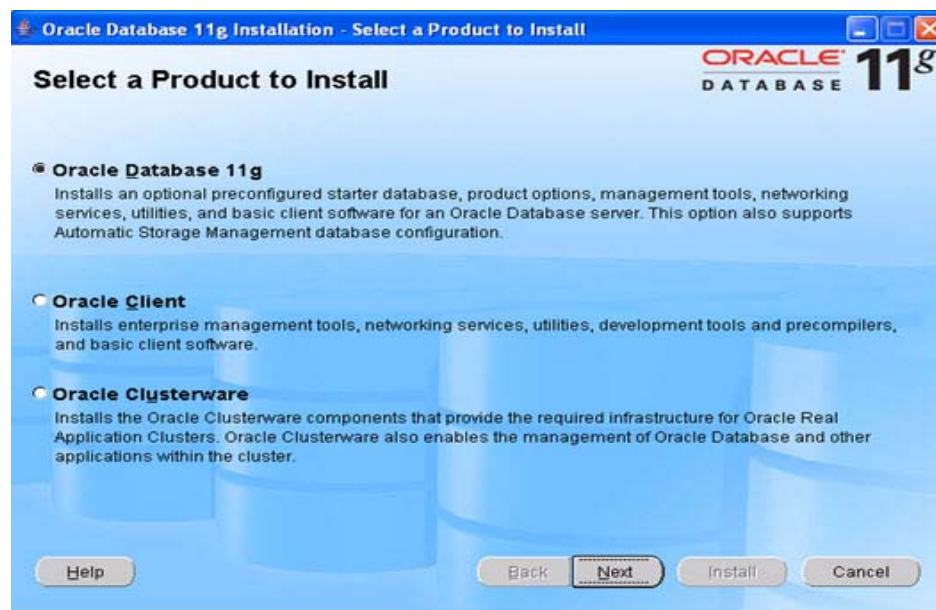 Oracle Database 11g Installation - Select a Product to Install
Select a Product to Install
ORACLE
DATABASE
11g
Oracle Database 11g
Installs an optional preconfigured starter database, product options, management tools, networking
services, utilities, and basic client software for an Oracle Database server. This option also supports
Automatic Storage Management database configuration.
Oracle Client
Installs enterprise management tools, networking services, utilities, development tools and precompilers,
and basic client software.
Oracle Clusterware
Installs the Oracle Clusterware components that provide the required infrastructure for Oracle Real
Application Clusters. Oracle Clusterware also enables the management of Oracle Database and other
applications within the cluster.
Help
Back
Next
Install
Cancel